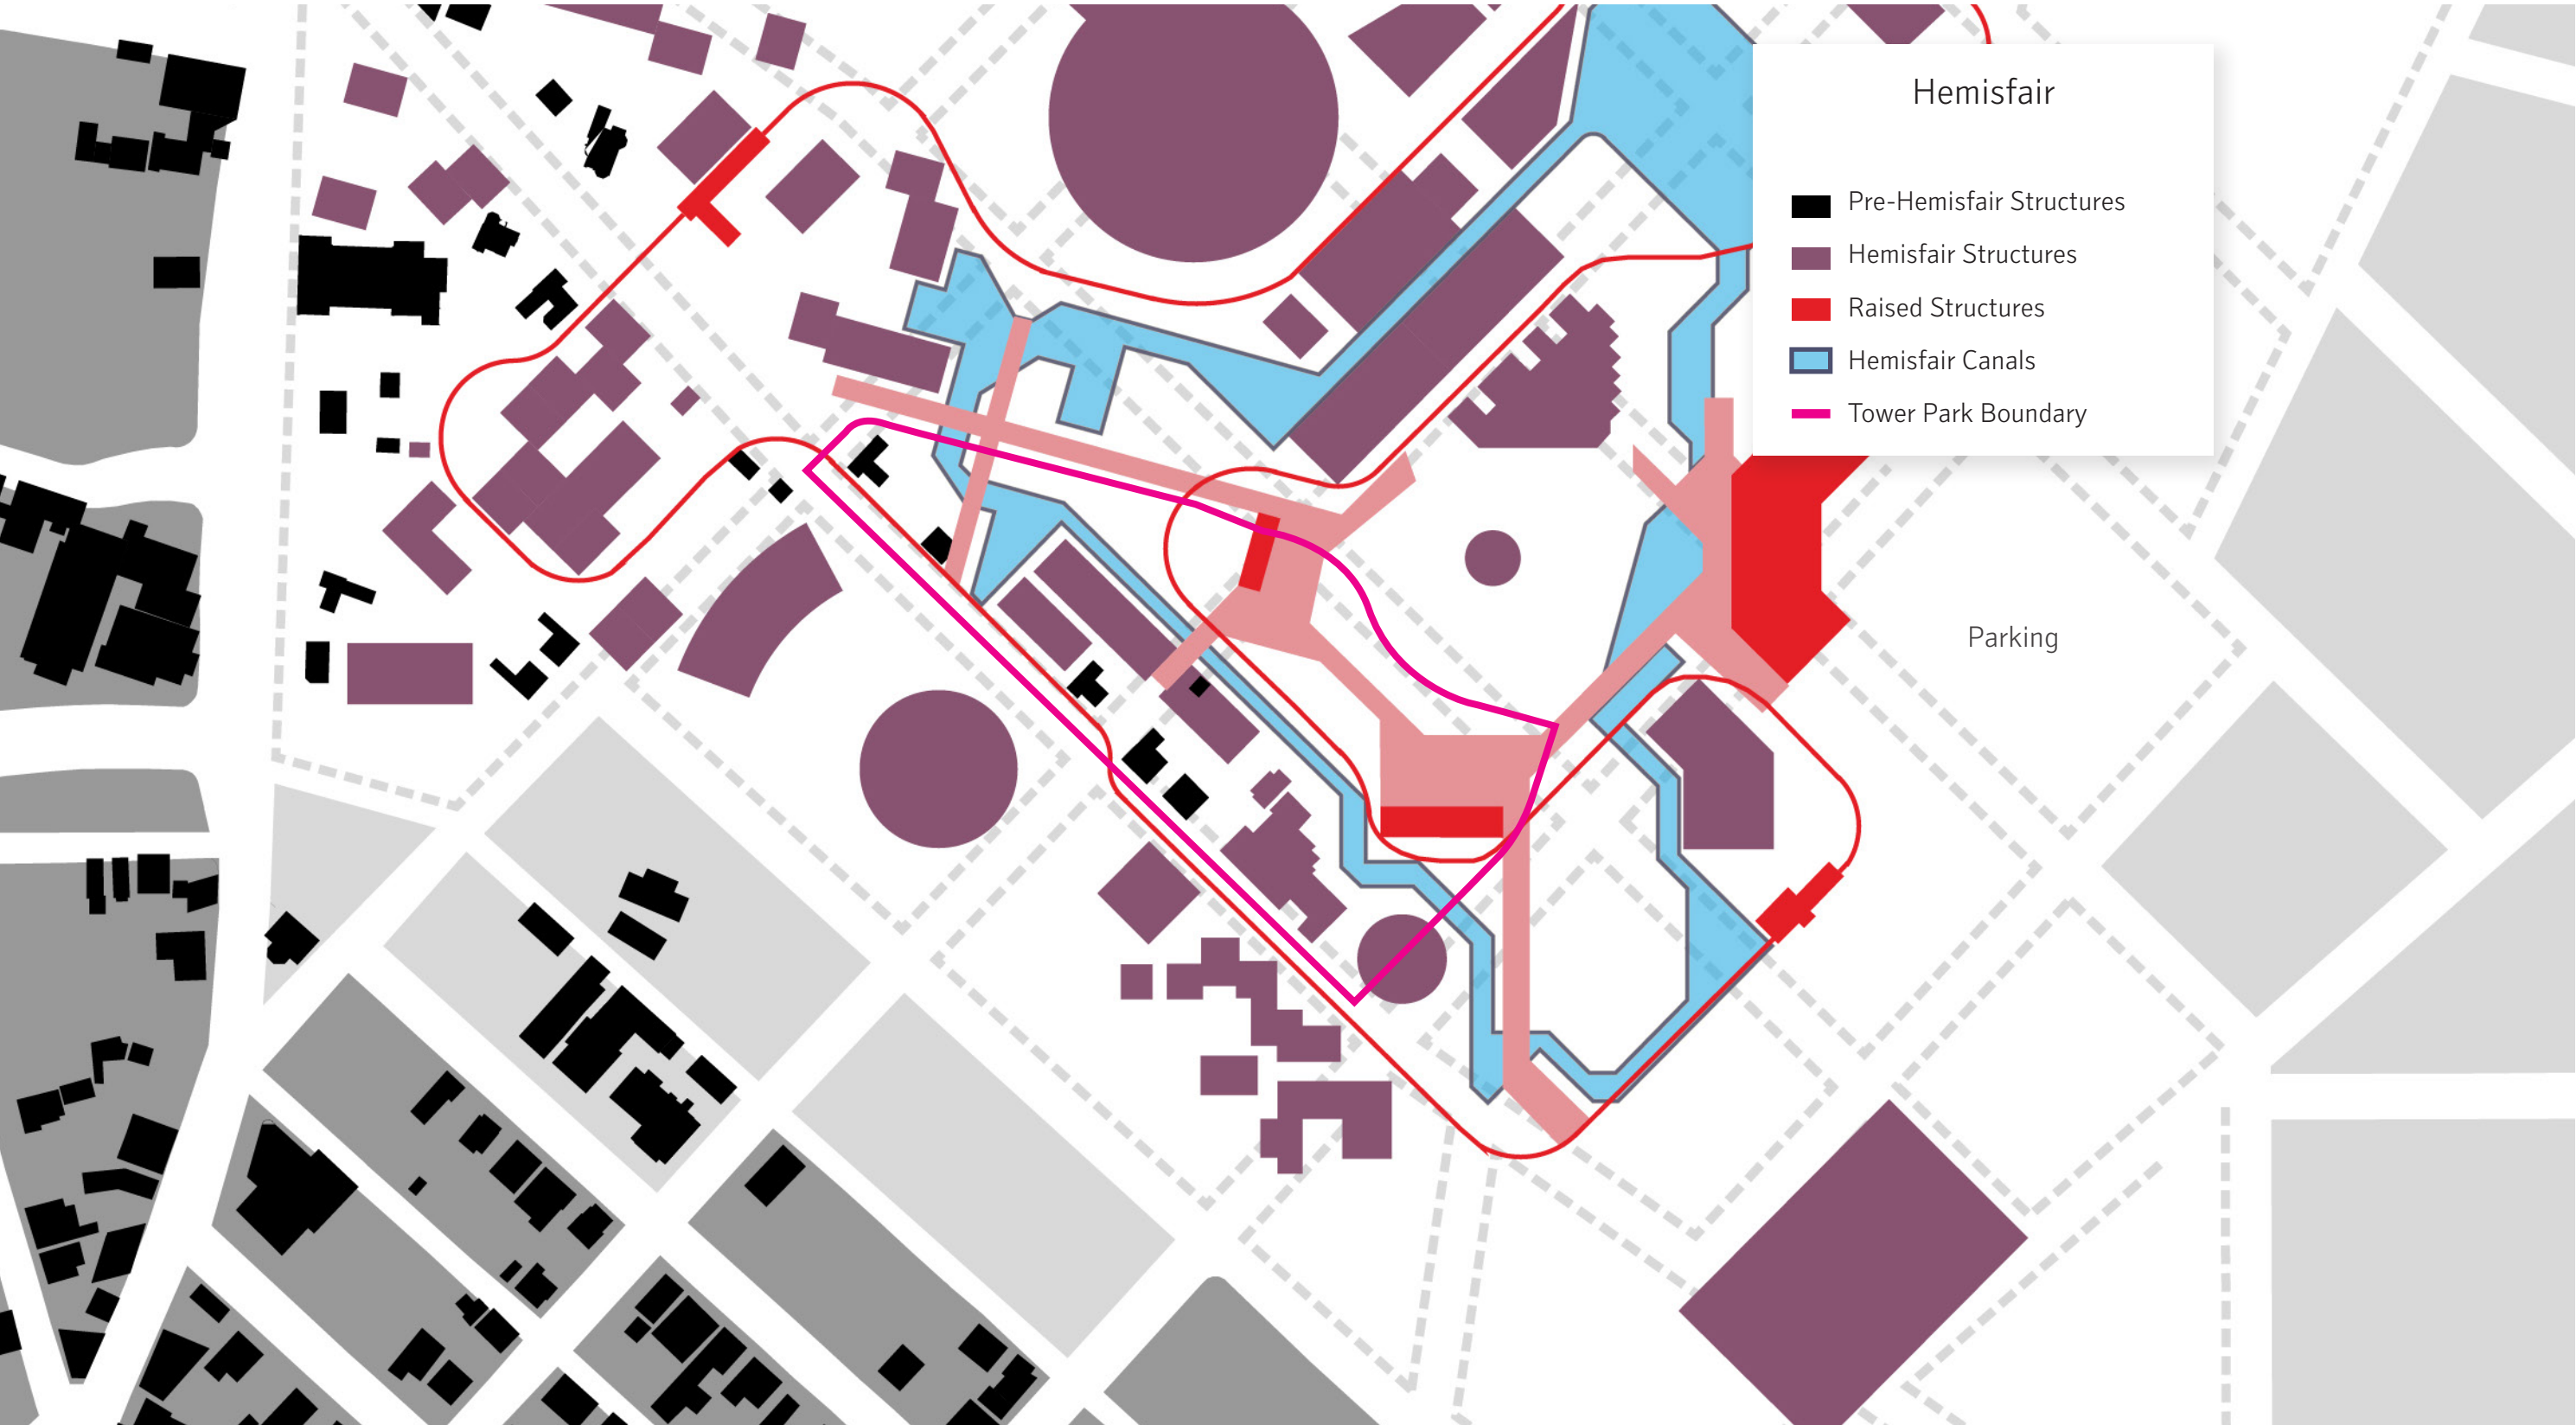 Hemisfair
Pre-Hemisfair Structures
Hemisfair Structures
Raised Structures
Hemisfair Canals
Tower Park Boundary
Parking